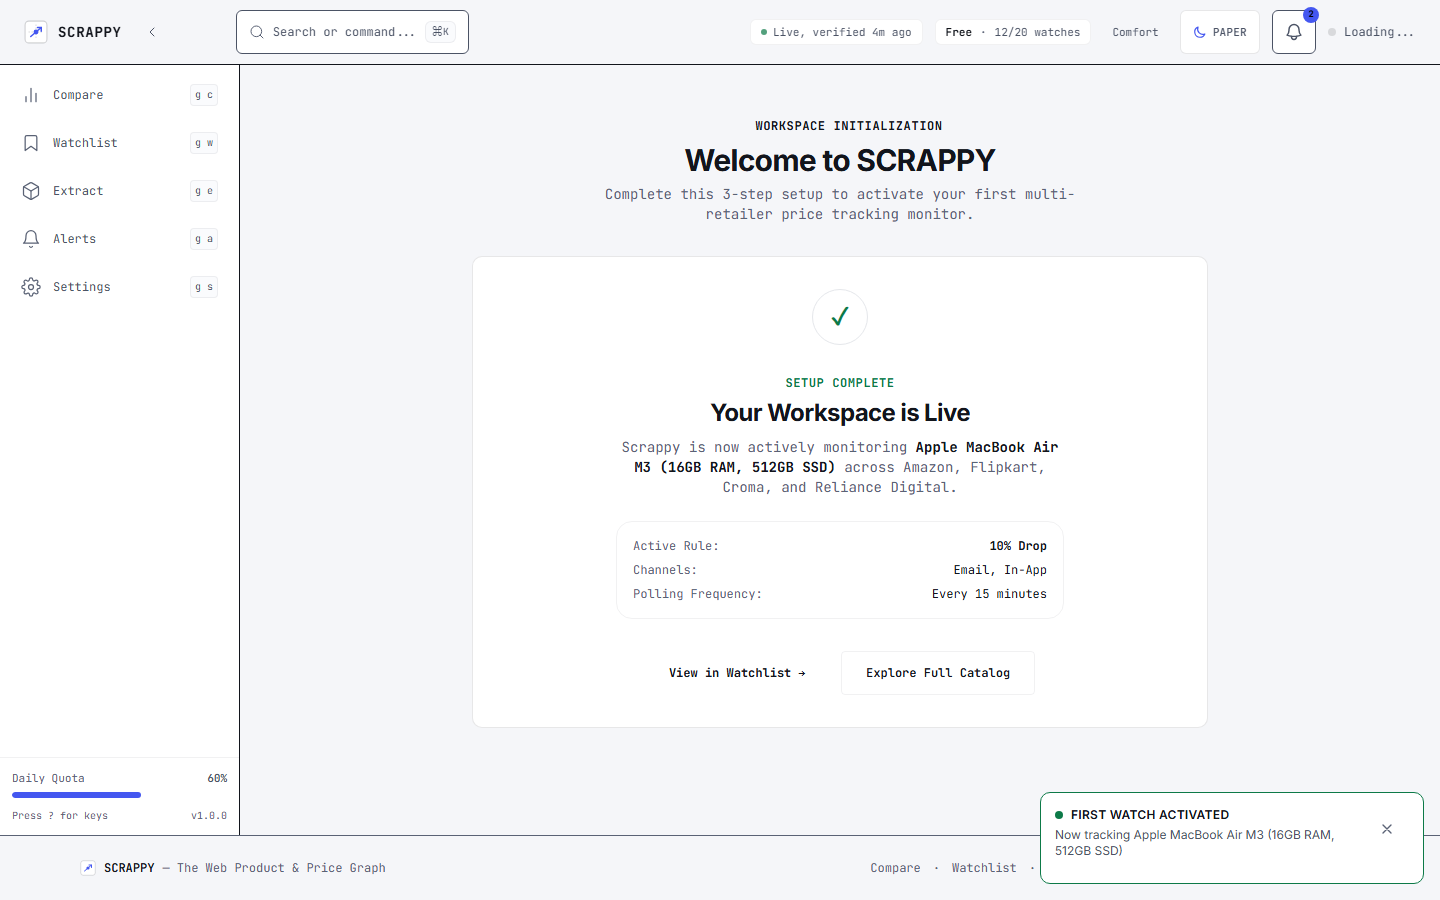 SCRAPPY
Search or command... ⌘K
Live, verified 4m ago
Free · 12/20 watches
Comfort
PAPER
2
Loading...
Compare g c
Watchlist g w
Extract g e
Alerts g a
Settings g s
WORKSPACE INITIALIZATION
Welcome to SCRAPPY
Complete this 3-step setup to activate your first multi-
retailer price tracking monitor.
SETUP COMPLETE
Your Workspace is Live
Scrappy is now actively monitoring Apple MacBook Air
M3 (16GB RAM, 512GB SSD) across Amazon, Flipkart,
Croma, and Reliance Digital.
Active Rule: 10% Drop
Channels: Email, In-App
Polling Frequency: Every 15 minutes
View in Watchlist →
Explore Full Catalog
Daily Quota 60%
Press ? for keys v1.0.0
FIRST WATCH ACTIVATED
Now tracking Apple MacBook Air M3 (16GB RAM,
512GB SSD)
SCRAPPY — The Web Product & Price Graph
Compare · Watchlist ·